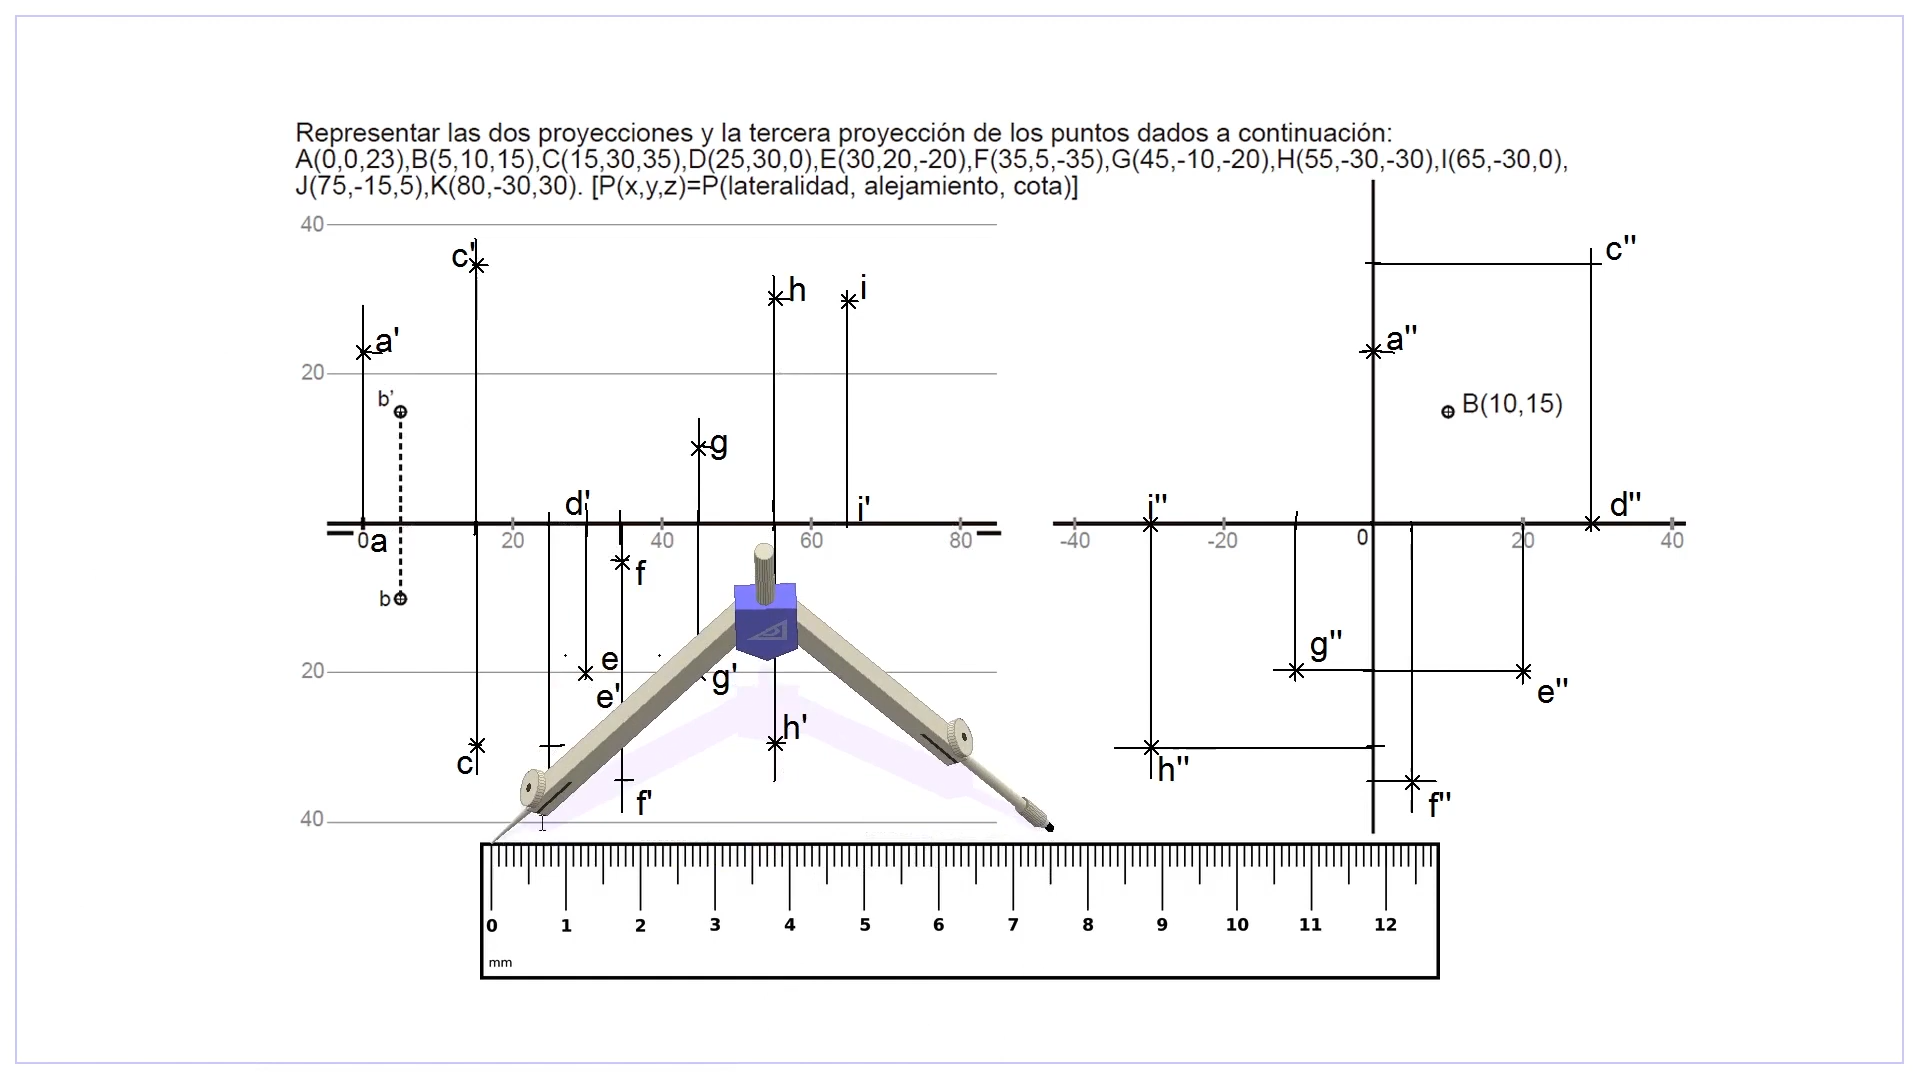 Representar las dos proyecciones y la tercera proyección de los puntos dados a continuación:
A(0,0,23),B(5,10,15),C(15,30,35),D(25,30,0),E(30,20,-20),F(35,5,-35),G(45,-10,-20),H(55,-30,-30),I(65,-30,0),
J(75,-15,5),K(80,-30,30). [P(x,y,z)=P(lateralidad, alejamiento, cota)]
40
c'
c''
h
i
a'
a''
20
b'
B(10,15)
g
d'
i'
i''
d''
0
a
20
40
60
80
-40
-20
0
20
40
f
b
e
g''
20
g'
e'
e''
h'
c
h''
f'
f''
40
0 1 2 3 4 5 6 7 8 9 10 11 12
mm